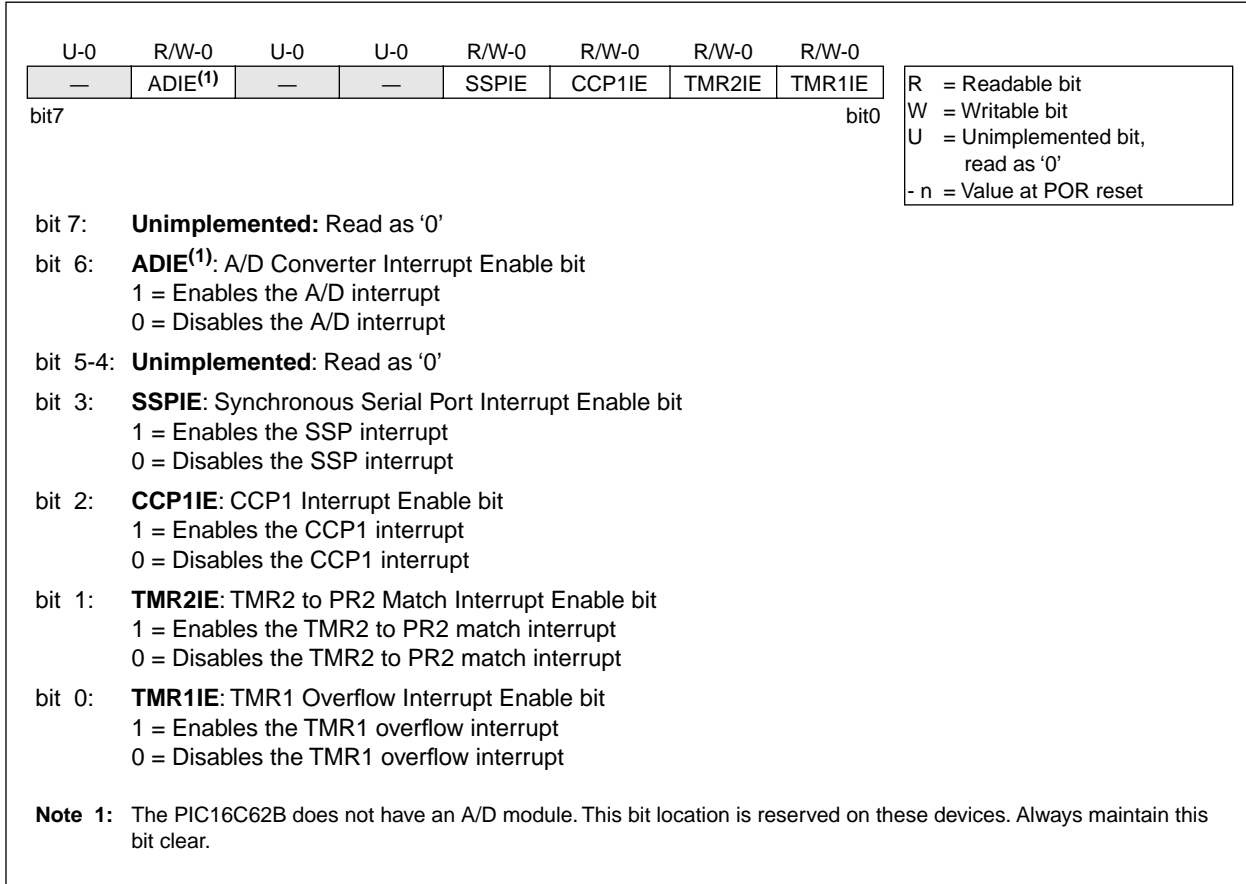 U-0 R/W-0 U-0 U-0 R/W-0 R/W-0 R/W-0 R/W-0
— ADIE(1) — — SSPIE CCP1IE TMR2IE TMR1IE
bit7 bit0
R = Readable bit
W = Writable bit
U = Unimplemented bit,
read as ‘0’
- n = Value at POR reset
bit 7: Unimplemented: Read as ‘0’
bit 6: ADIE(1): A/D Converter Interrupt Enable bit
1 = Enables the A/D interrupt
0 = Disables the A/D interrupt
bit 5-4: Unimplemented: Read as ‘0’
bit 3: SSPIE: Synchronous Serial Port Interrupt Enable bit
1 = Enables the SSP interrupt
0 = Disables the SSP interrupt
bit 2: CCP1IE: CCP1 Interrupt Enable bit
1 = Enables the CCP1 interrupt
0 = Disables the CCP1 interrupt
bit 1: TMR2IE: TMR2 to PR2 Match Interrupt Enable bit
1 = Enables the TMR2 to PR2 match interrupt
0 = Disables the TMR2 to PR2 match interrupt
bit 0: TMR1IE: TMR1 Overflow Interrupt Enable bit
1 = Enables the TMR1 overflow interrupt
0 = Disables the TMR1 overflow interrupt
Note 1: The PIC16C62B does not have an A/D module. This bit location is reserved on these devices. Always maintain this
bit clear.